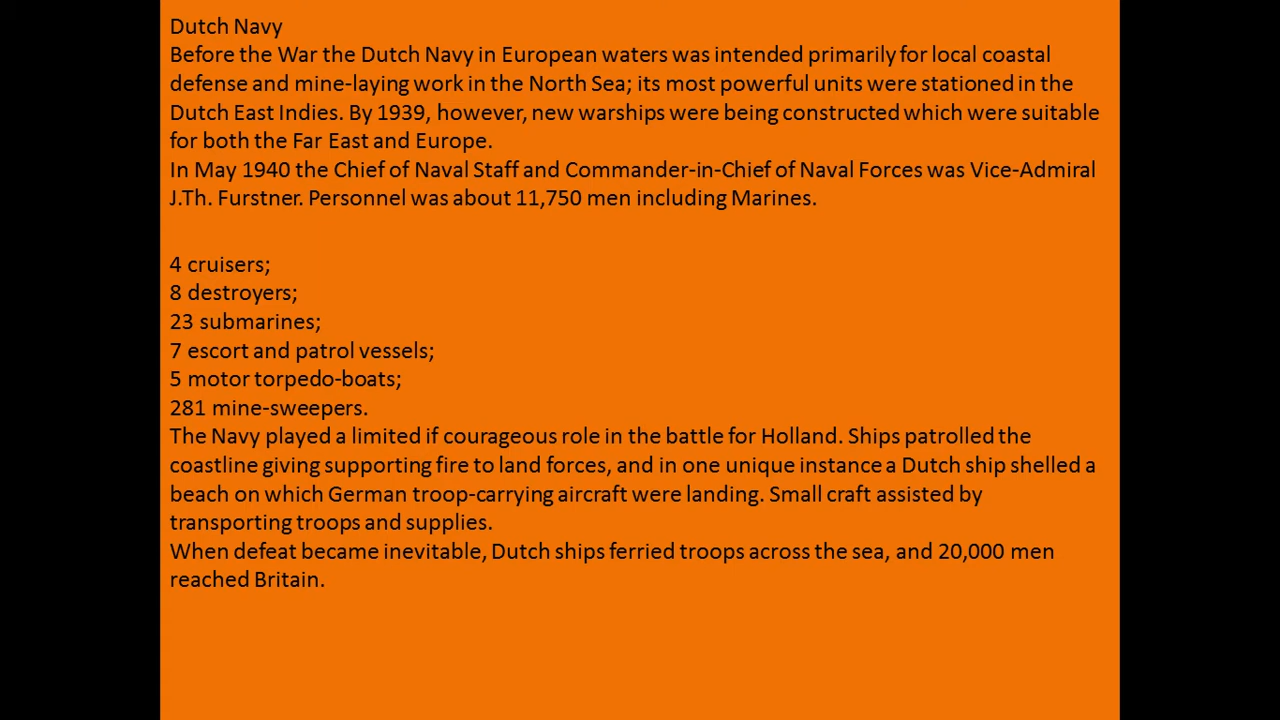 Dutch Navy
Before the War the Dutch Navy in European waters was intended primarily for local coastal
defense and mine-laying work in the North Sea; its most powerful units were stationed in the
Dutch East Indies. By 1939, however, new warships were being constructed which were suitable
for both the Far East and Europe.
In May 1940 the Chief of Naval Staff and Commander-in-Chief of Naval Forces was Vice-Admiral
J.Th. Furstner. Personnel was about 11,750 men including Marines.
4 cruisers;
8 destroyers;
23 submarines;
7 escort and patrol vessels;
5 motor torpedo-boats;
281 mine-sweepers.
The Navy played a limited if courageous role in the battle for Holland. Ships patrolled the
coastline giving supporting fire to land forces, and in one unique instance a Dutch ship shelled a
beach on which German troop-carrying aircraft were landing. Small craft assisted by
transporting troops and supplies.
When defeat became inevitable, Dutch ships ferried troops across the sea, and 20,000 men
reached Britain.